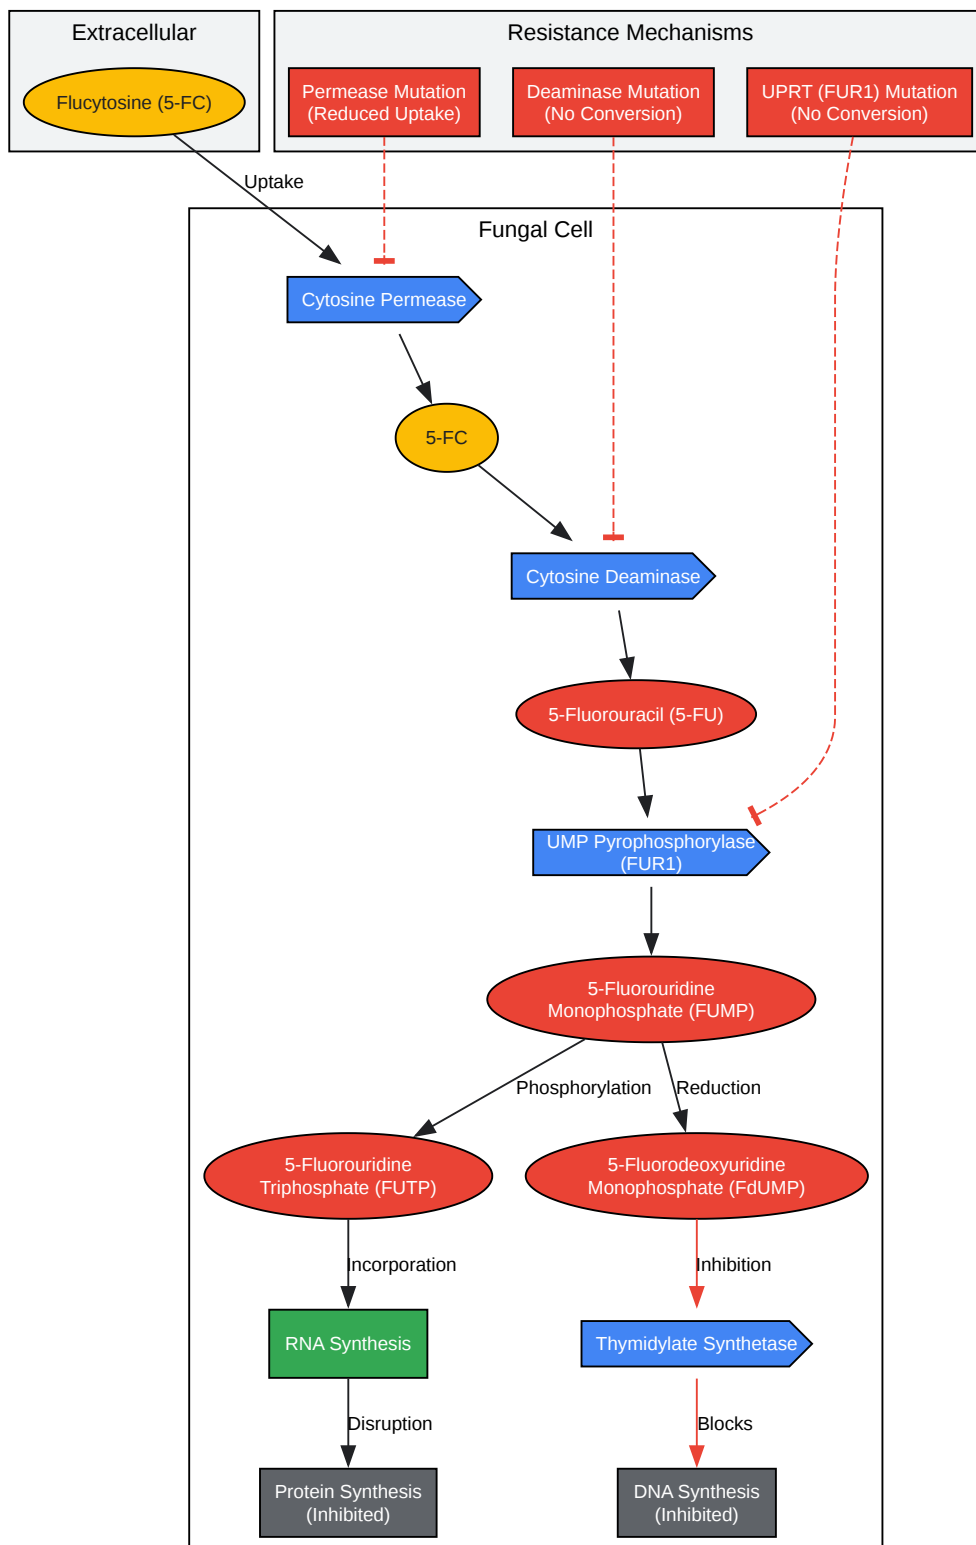 Extracellular
Flucytosine (5-FC)
Resistance Mechanisms
Permease Mutation
(Reduced Uptake)
Deaminase Mutation
(No Conversion)
UPRT (FUR1) Mutation
(No Conversion)
Uptake
Fungal Cell
Cytosine Permease
5-FC
Cytosine Deaminase
5-Fluorouracil (5-FU)
UMP Pyrophosphorylase
(FUR1)
5-Fluorouridine
Monophosphate (FUMP)
Phosphorylation
Reduction
5-Fluorouridine
Triphosphate (FUTP)
5-Fluorodeoxyuridine
Monophosphate (FdUMP)
Incorporation
Inhibition
RNA Synthesis
Thymidylate Synthetase
Disruption
Blocks
Protein Synthesis
(Inhibited)
DNA Synthesis
(Inhibited)